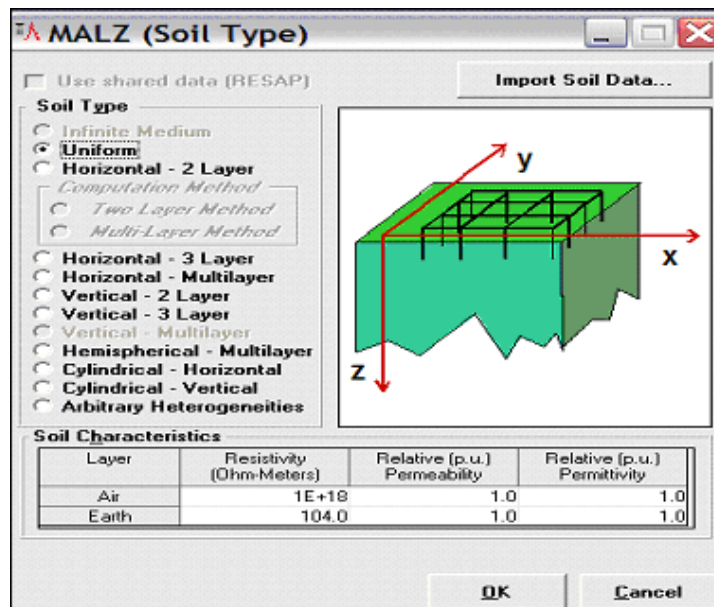 MALZ (Soil Type)
Use shared data (RESAP)
Import Soil Data...
Soil Type
Infinite Medium
Uniform
Horizontal - 2 Layer
Computation Method
Two Layer Method
Multi-Layer Method
Horizontal - 3 Layer
Horizontal - Multilayer
Vertical - 2 Layer
Vertical - 3 Layer
Vertical - Multilayer
Hemispherical - Multilayer
Cylindrical - Horizontal
Cylindrical - Vertical
Arbitrary Heterogeneities
y
x
z
Soil Characteristics
Layer Resistivity (Ohm-Meters) Relative (p.u.) Permeability Relative (p.u.) Permittivity
Air 1E+18 1.0 1.0
Earth 104.0 1.0 1.0
OK Cancel